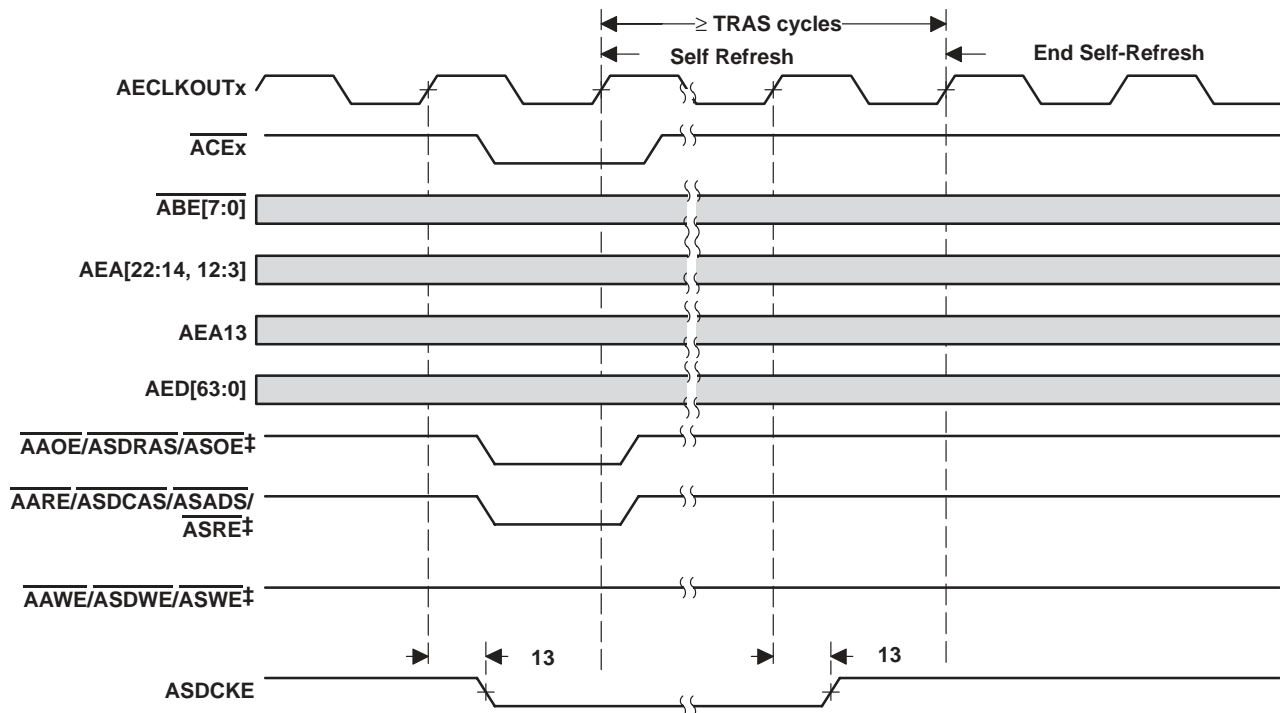 ≥ TRAS cycles
Self Refresh
End Self-Refresh
AECLKOUTx
ACEx
ABE[7:0]
AEA[22:14, 12:3]
AEA13
AED[63:0]
AAOE/ASDRAS/ASOE‡
AARE/ASDCAS/ASADS/
ASRE‡
AAWE/ASDWE/ASWE‡
13
13
ASDCKE